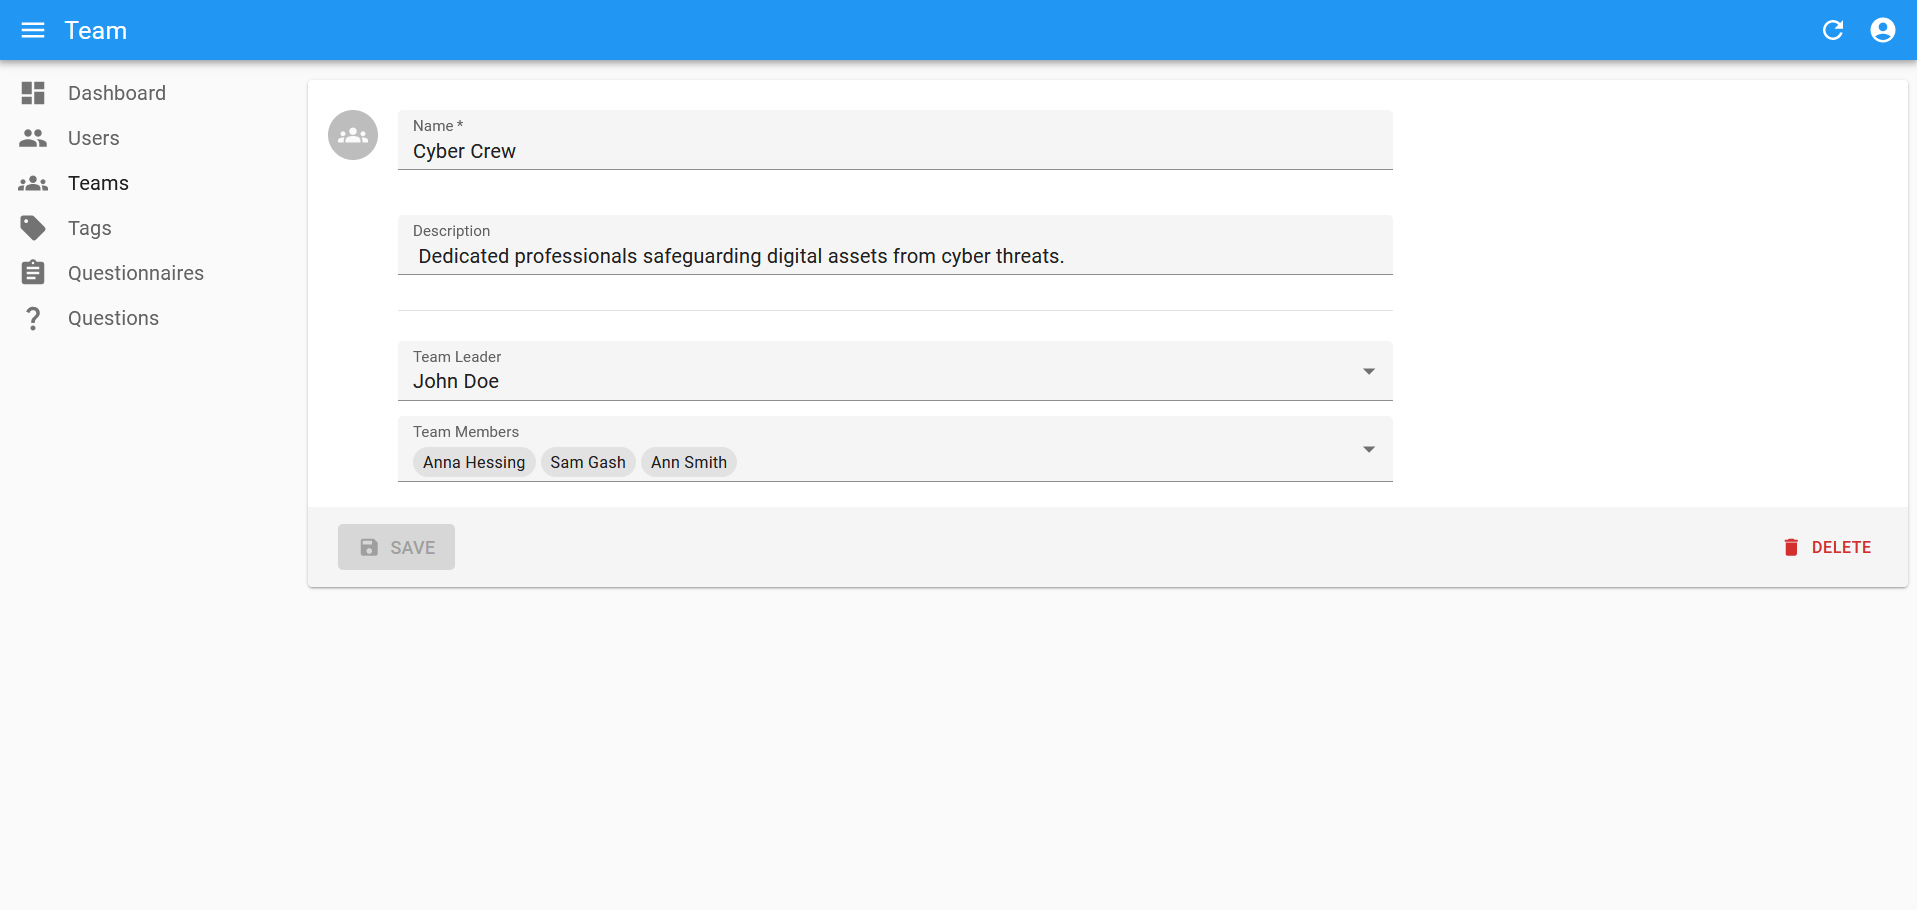 Team
Dashboard
Users
Teams
Tags
Questionnaires
Questions
Name *
Cyber Crew
Description
Dedicated professionals safeguarding digital assets from cyber threats.
Team Leader
John Doe
Team Members
Anna Hessing Sam Gash Ann Smith
SAVE
DELETE